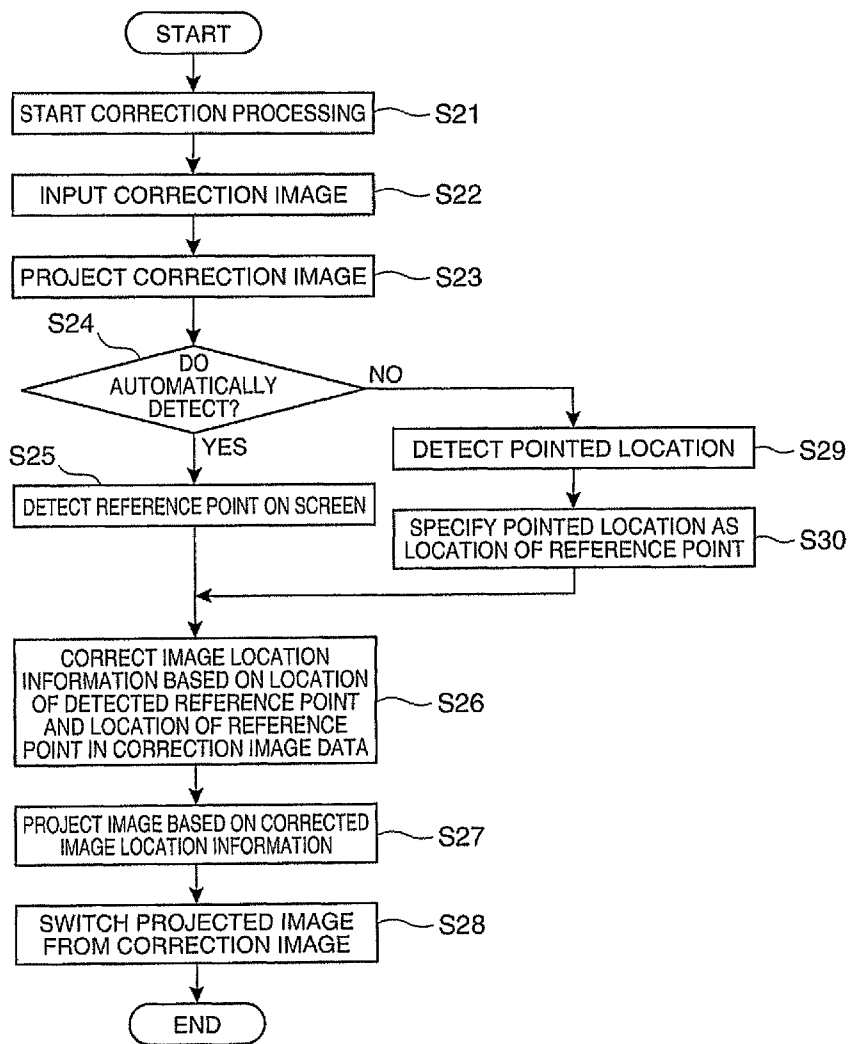 START
START CORRECTION PROCESSING
S21
INPUT CORRECTION IMAGE
S22
PROJECT CORRECTION IMAGE
S23
S24
DO
AUTOMATICALLY
DETECT?
NO
YES
S25
DETECT REFERENCE POINT ON SCREEN
DETECT POINTED LOCATION
S29
SPECIFY POINTED LOCATION AS
LOCATION OF REFERENCE POINT
S30
CORRECT IMAGE LOCATION
INFORMATION BASED ON LOCATION
OF DETECTED REFERENCE POINT
AND LOCATION OF REFERENCE
POINT IN CORRECTION IMAGE DATA
S26
PROJECT IMAGE BASED ON CORRECTED
IMAGE LOCATION INFORMATION
S27
SWITCH PROJECTED IMAGE
FROM CORRECTION IMAGE
S28
END